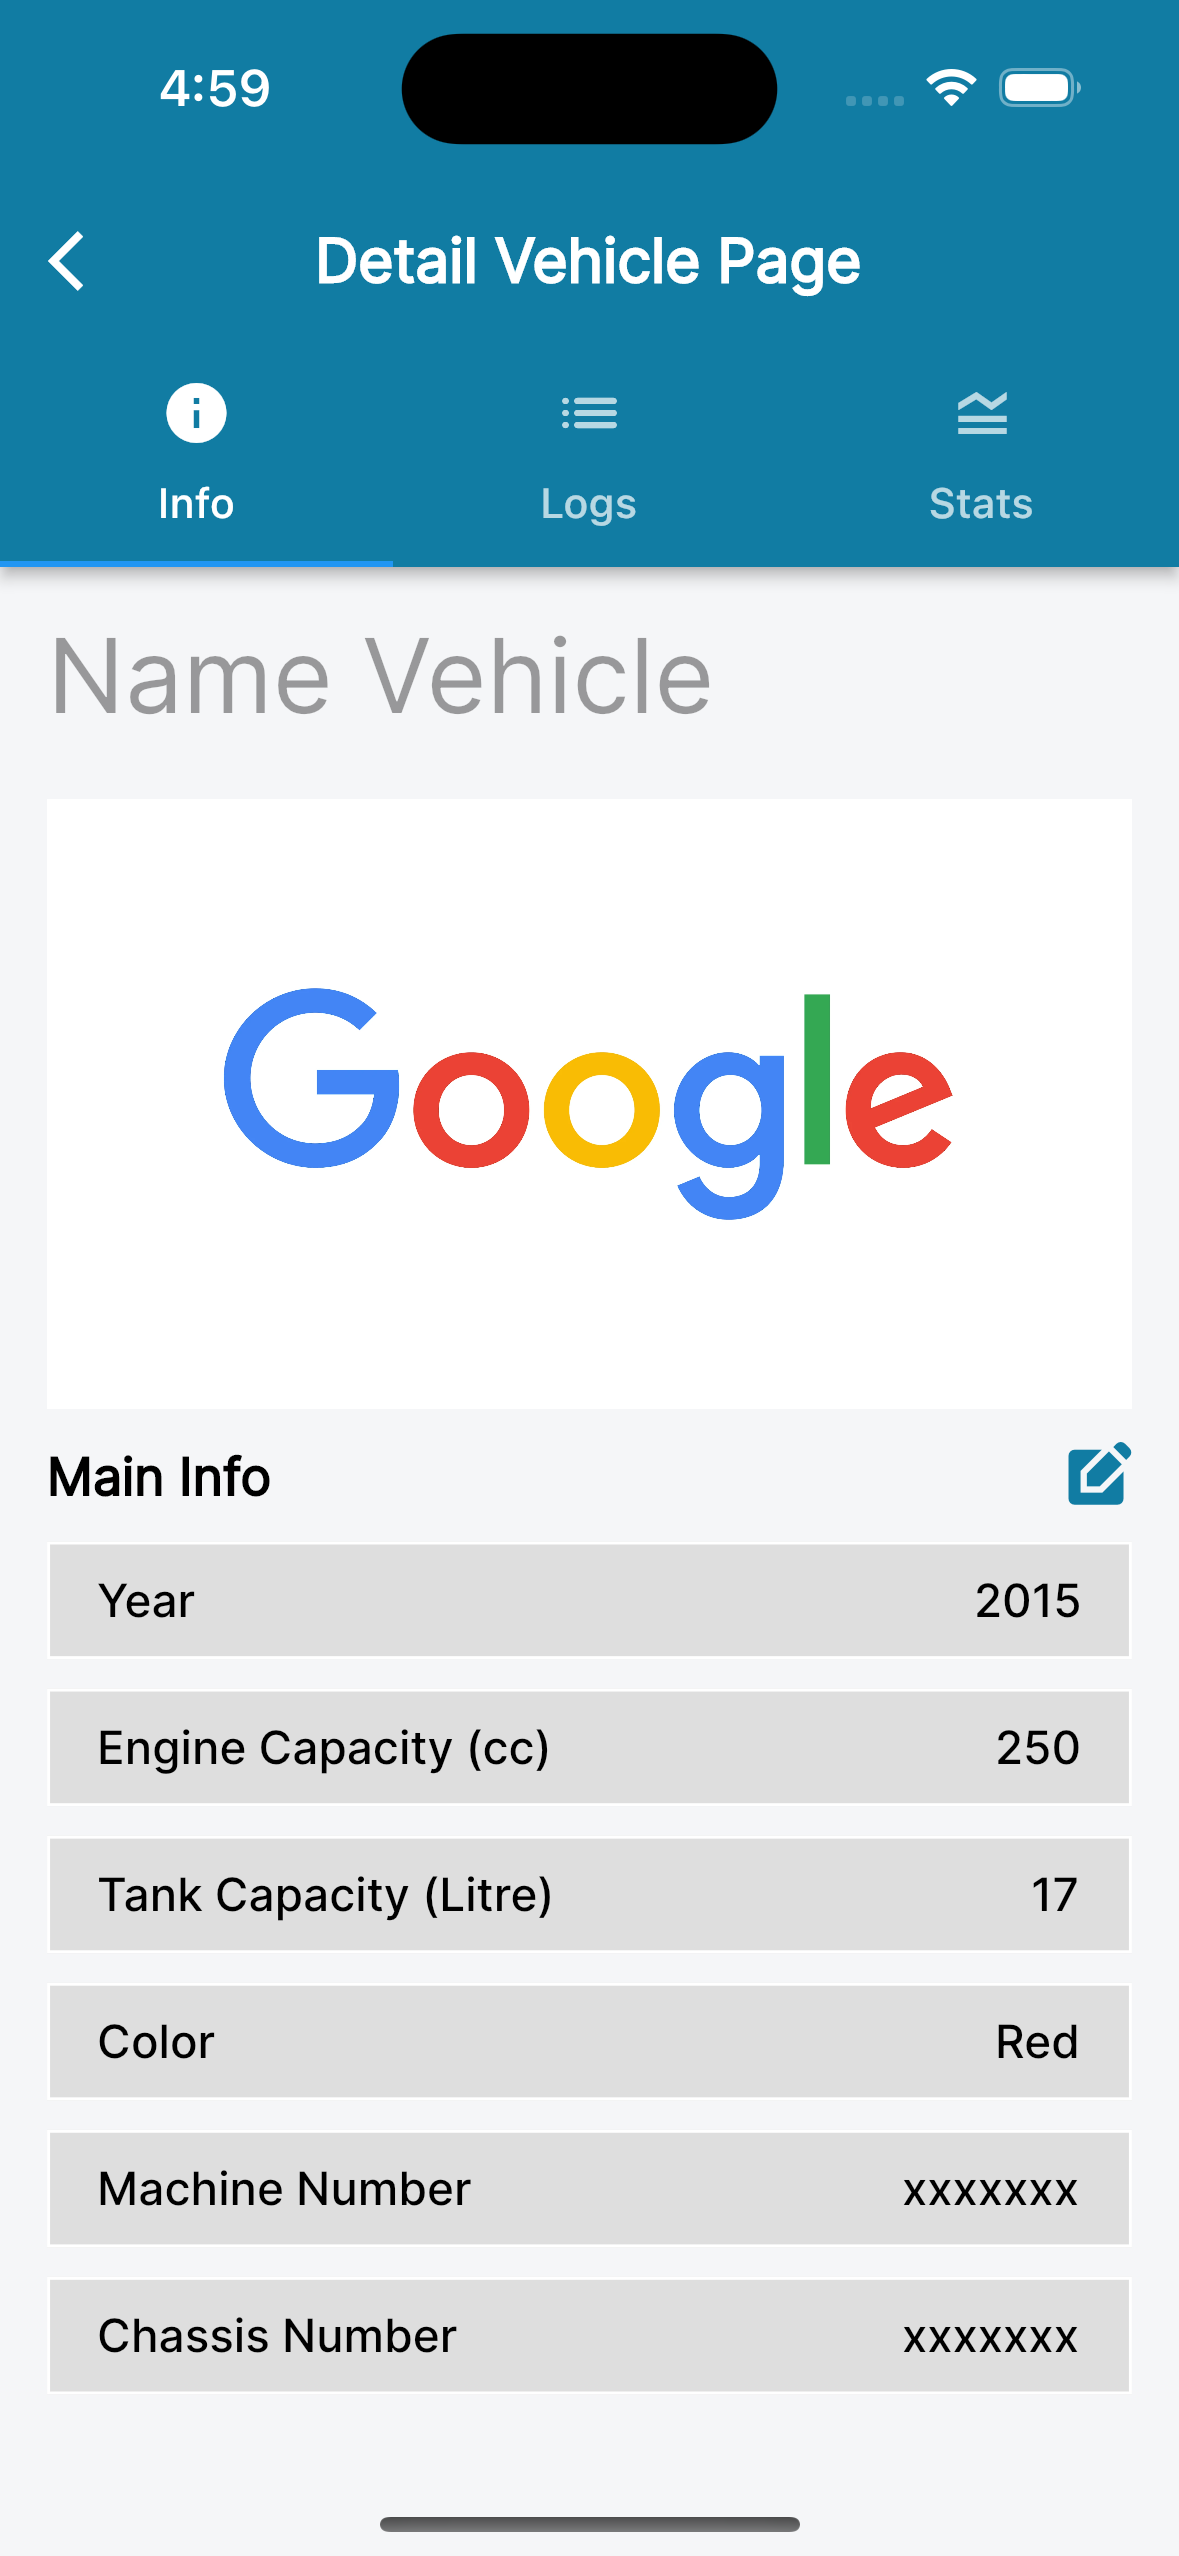 4:59
Detail Vehicle Page
Info
Logs
Stats
Name Vehicle
Google
Main Info
Year 2015
Engine Capacity (cc) 250
Tank Capacity (Litre) 17
Color Red
Machine Number xxxxxxx
Chassis Number xxxxxxx